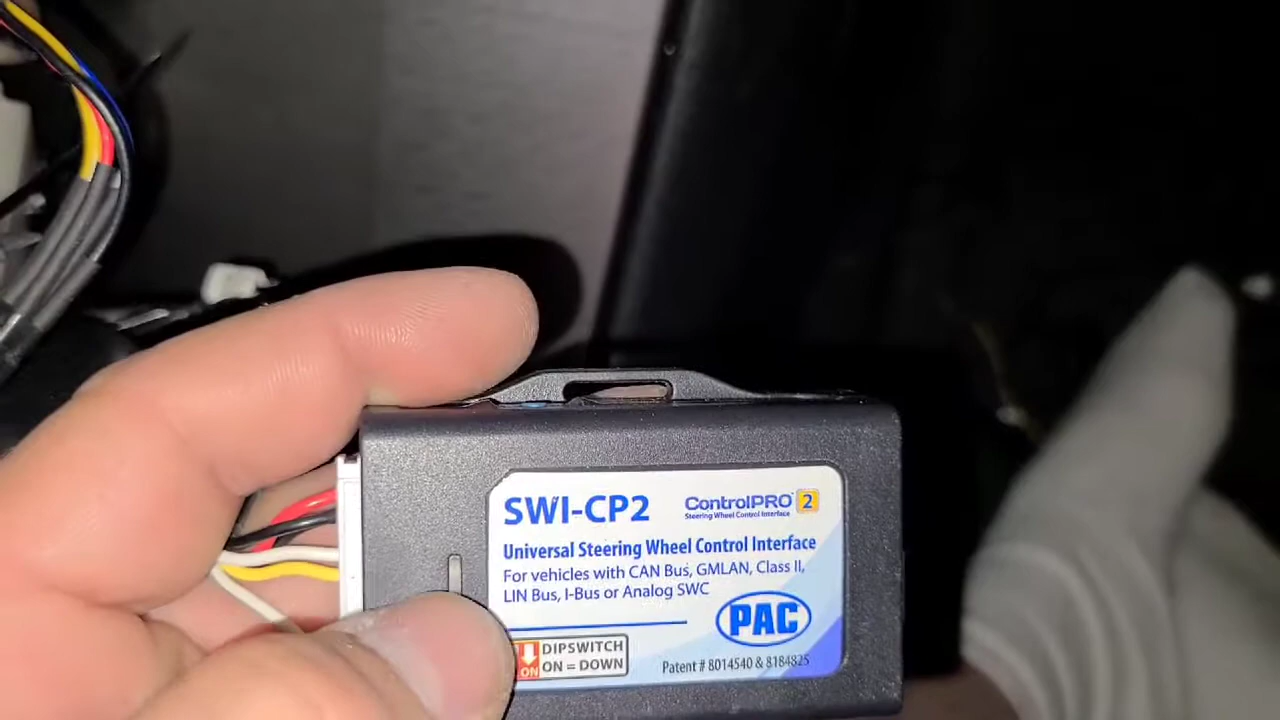 SWI-CP2
ControlPRO 2
Steering Wheel Control Interface
Universal Steering Wheel Control Interface
For vehicles with CAN Bus, GMLAN, Class II,
LIN Bus, I-Bus or Analog SWC
PAC
ON
DIPSWITCH
ON = DOWN
Patent # 8014540 & 8184825